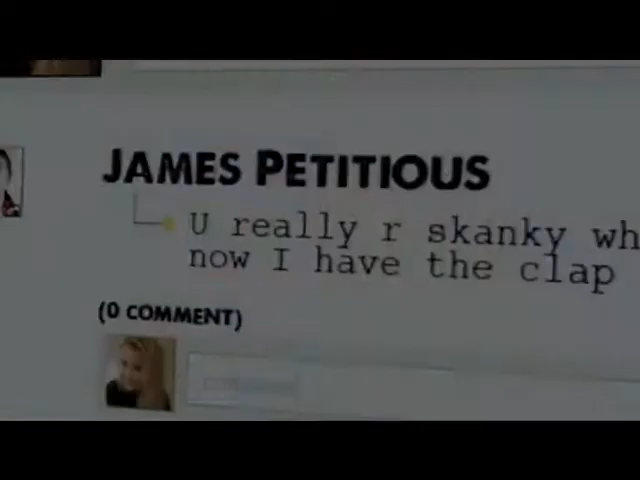 JAMES PETITIOUS
U really r skanky wh
now I have the clap
(0 COMMENT)